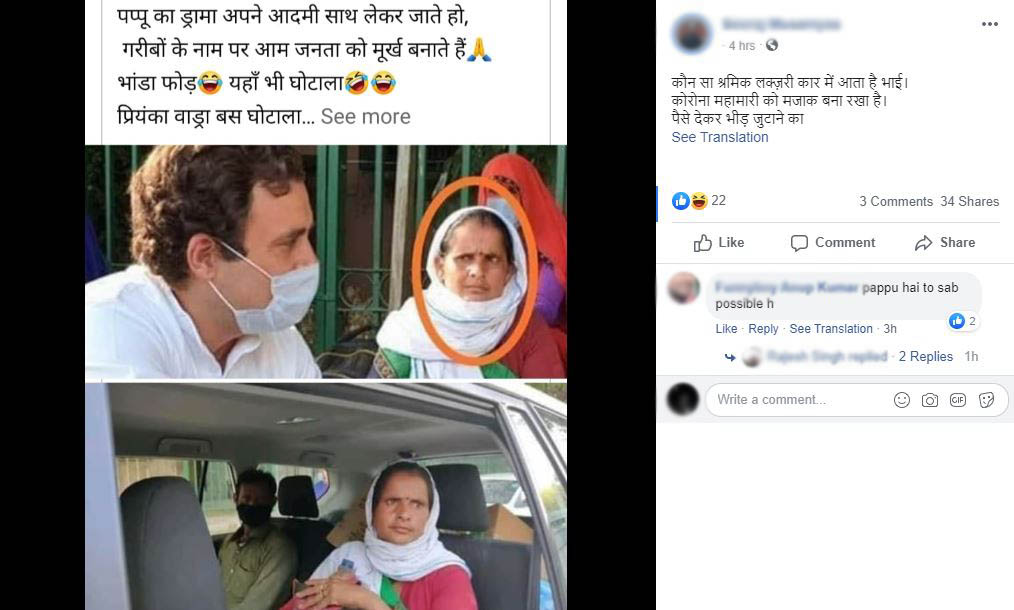 पप्पू का ड्रामा अपने आदमी साथ लेकर जाते हो,
गरीबों के नाम पर आम जनता को मूर्ख बनाते हैं🙏
भांडा फोड़😂 यहाँ भी घोटाला🤣😂
प्रियंका वाड्रा बस घोटाला... See more
· 4 hrs ·
कौन सा श्रमिक लक्ज़री कार में आता है भाई।
कोरोना महामारी को मजाक बना रखा है।
पैसे देकर भीड़ जुटाने का
See Translation
22
3 Comments 34 Shares
Like Comment Share
pappu hai to sab
possible h
2
Like · Reply · See Translation · 3h
replied · 2 Replies 1h
Write a comment...
GIF